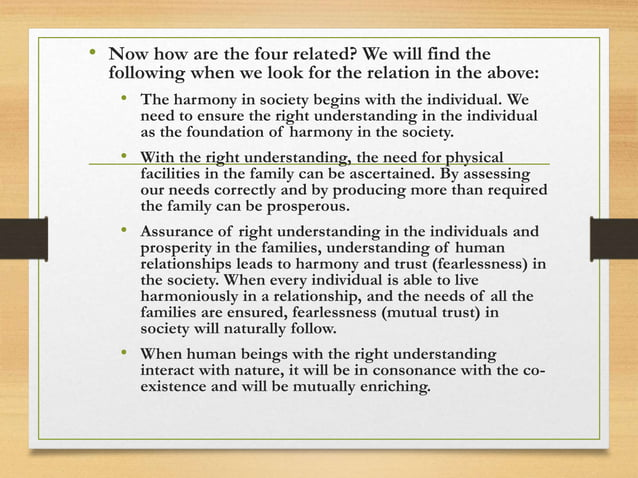 • Now how are the four related? We will find the
following when we look for the relation in the above:
• The harmony in society begins with the individual. We
need to ensure the right understanding in the individual
as the foundation of harmony in the society.
• With the right understanding, the need for physical
facilities in the family can be ascertained. By assessing
our needs correctly and by producing more than required
the family can be prosperous.
• Assurance of right understanding in the individuals and
prosperity in the families, understanding of human
relationships leads to harmony and trust (fearlessness) in
the society. When every individual is able to live
harmoniously in a relationship, and the needs of all the
families are ensured, fearlessness (mutual trust) in
society will naturally follow.
• When human beings with the right understanding
interact with nature, it will be in consonance with the co-
existence and will be mutually enriching.